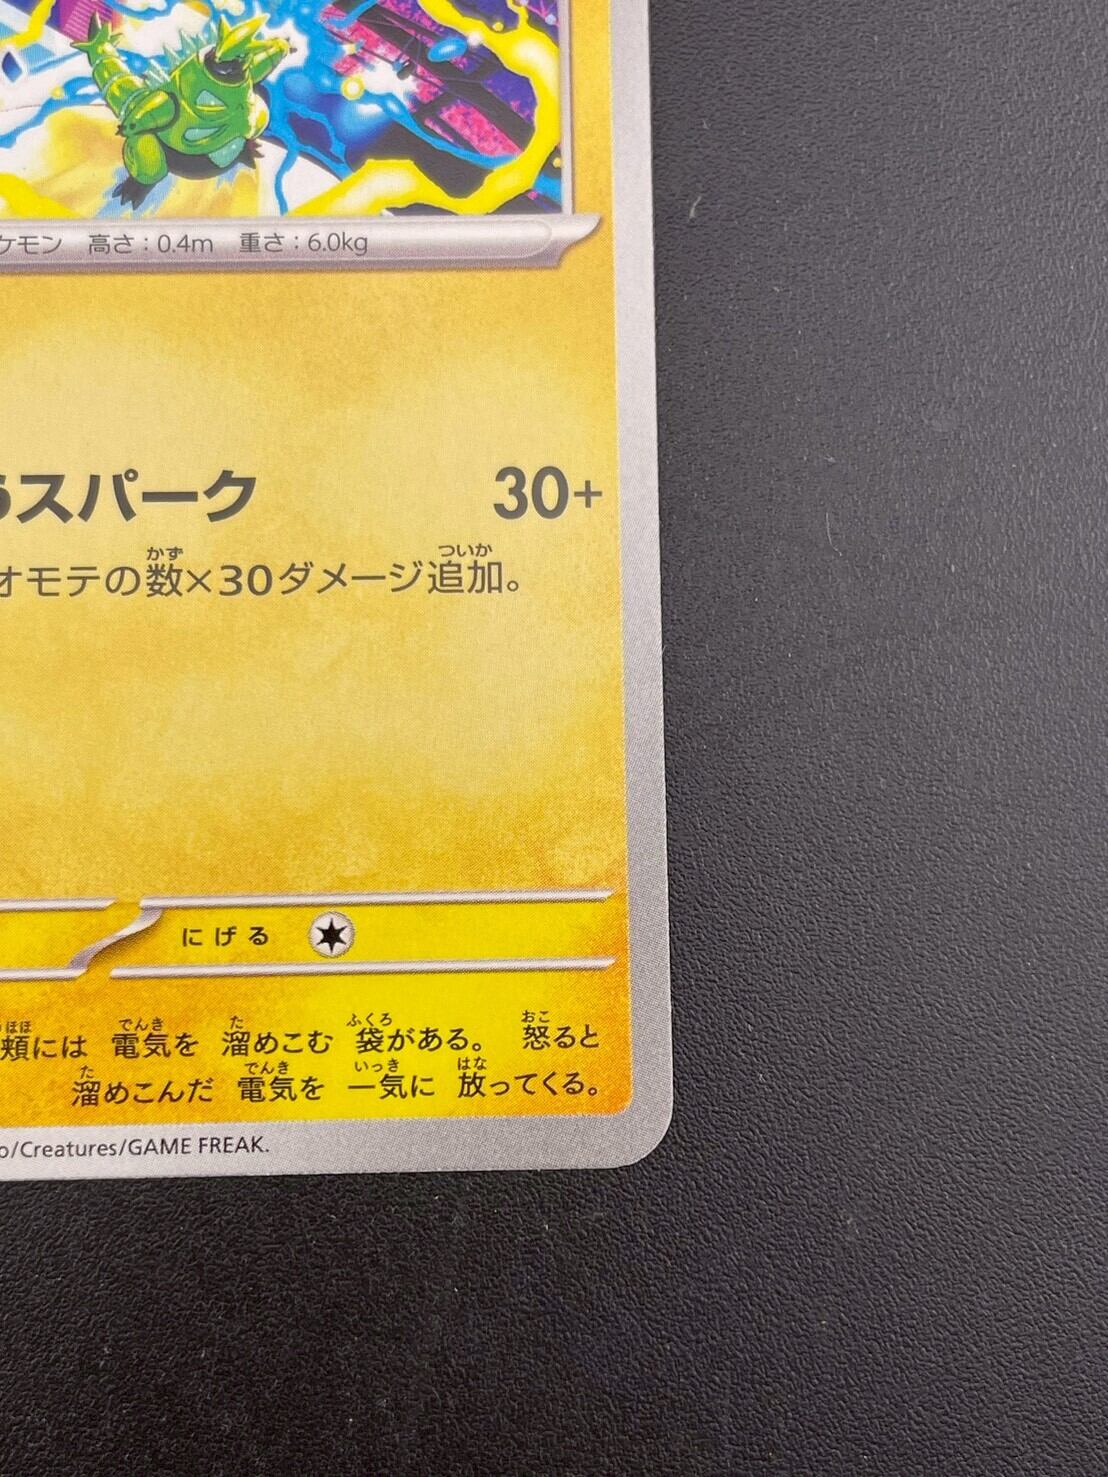 ケモン 高さ：0.4m 重さ：6.0kg
うスパーク 30+
オモテの数×30ダメージ追加。
かず ついか
にげる
頬には 電気を 溜めこむ 袋がある。 怒ると
ほほ でんき た ふくろ おこ
溜めこんだ 電気を 一気に 放ってくる。
た でんき いっき はな
o/Creatures/GAME FREAK.